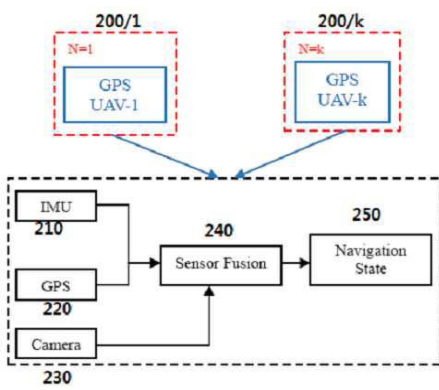 200/1
200/k
N=1
N=k
GPS
UAV-1
GPS
UAV-k
IMU
210
240
250
Sensor Fusion
Navigation
State
GPS
220
Camera
230